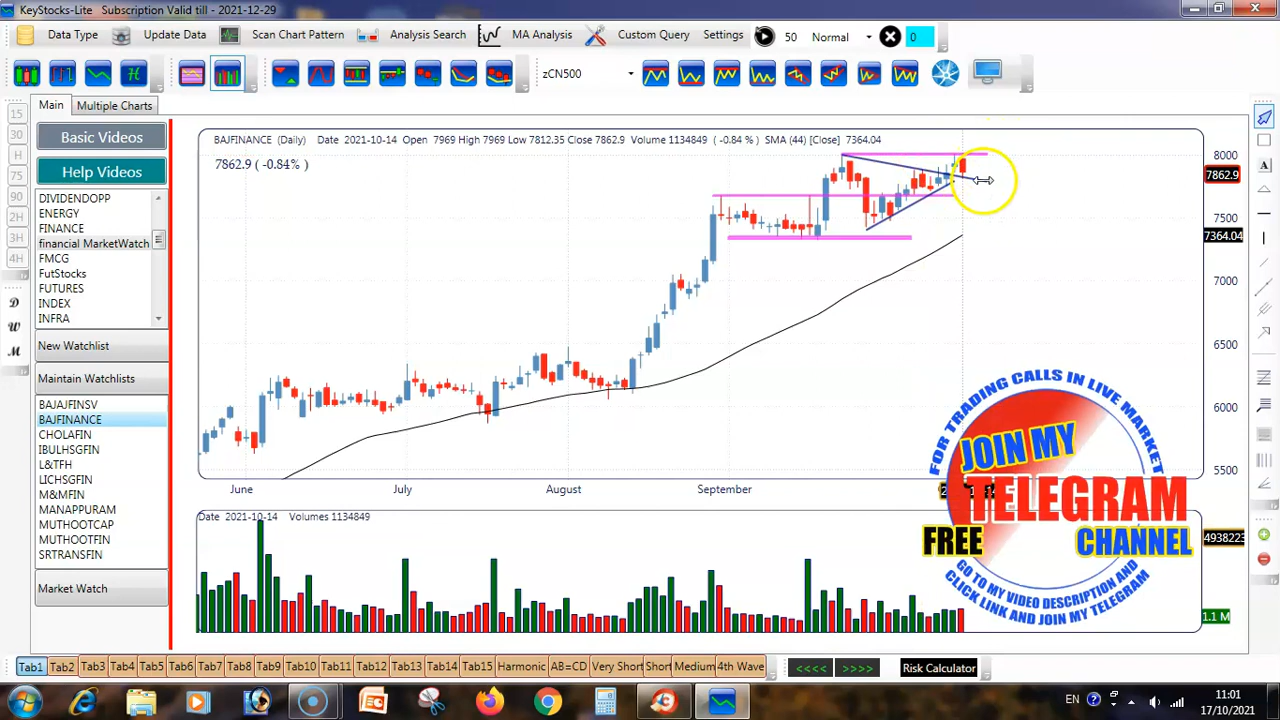 KeyStocks-Lite Subscription Valid till - 2021-12-29
Data Type Update Data Scan Chart Pattern Analysis Search MA Analysis Custom Query Settings 50 Normal 0
zCN500
Main Multiple Charts
Basic Videos
Help Videos
DIVIDENDOPP
ENERGY
FINANCE
financial MarketWatch
FMCG
FutStocks
FUTURES
INDEX
INFRA
New Watchlist
Maintain Watchlists
BAJAJFINSV
BAJFINANCE
CHOLAFIN
IBULHSGFIN
L&TFH
LICHSGFIN
M&MFIN
MANAPPURAM
MUTHOOTCAP
MUTHOOTFIN
SRTRANSFIN
Market Watch
15
30
H
75
90
2H
3H
4H
D
W
M
BAJFINANCE (Daily) Date 2021-10-14 Open 7969 High 7969 Low 7812.35 Close 7862.9 Volume 1134849 ( -0.84 % ) SMA (44) [Close] 7364.04
7862.9 ( -0.84% )
8000
7862.9
7500
7364.04
7000
6500
6000
5500
June July August September
Date 2021-10-14 Volumes 1134849
4938223
1.1 M
FOR TRADING CALLS IN LIVE MARKET
JOIN MY
TELEGRAM
FREE CHANNEL
GO TO MY VIDEO DESCRIPTION AND
CLICK LINK AND JOIN MY TELEGRAM
A
Tab1 Tab2 Tab3 Tab4 Tab5 Tab6 Tab7 Tab8 Tab9 Tab10 Tab11 Tab12 Tab13 Tab14 Tab15 Harmonic AB=CD Very Short Short Medium 4th Wave <<<< >>>> Risk Calculator
EN
11:01
17/10/2021